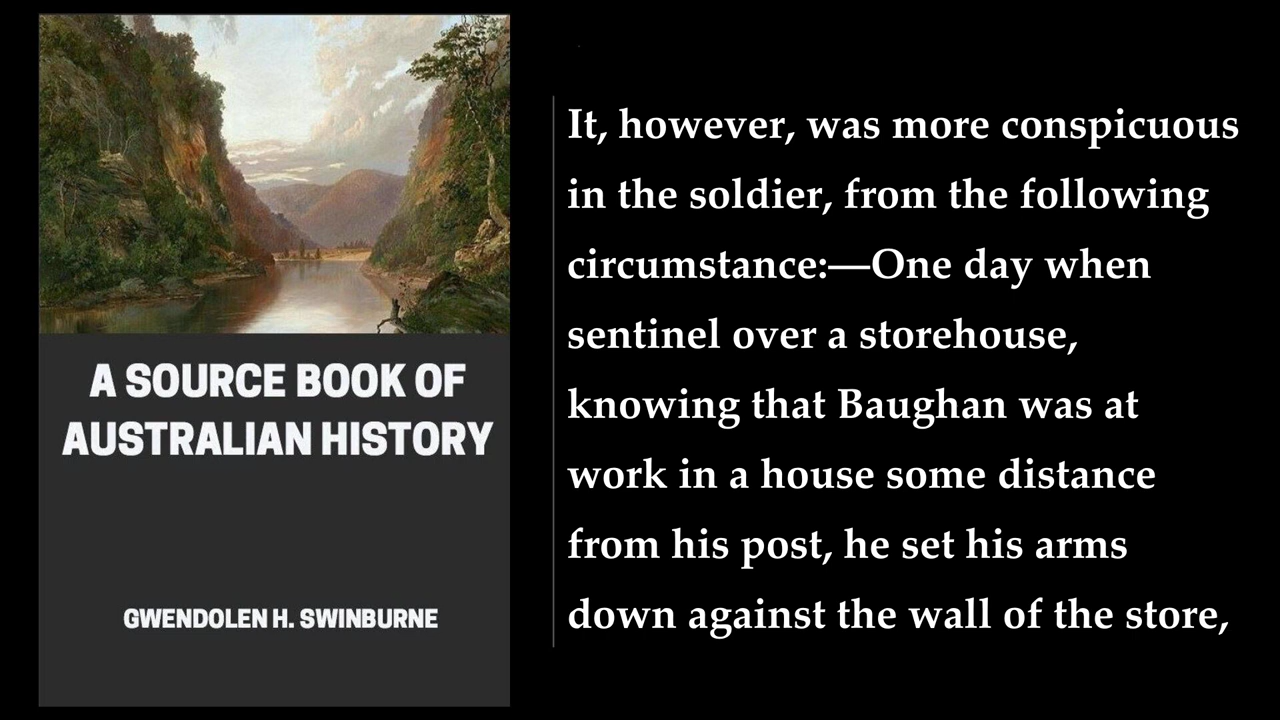 A SOURCE BOOK OF
AUSTRALIAN HISTORY
GWENDOLEN H. SWINBURNE
It, however, was more conspicuous
in the soldier, from the following
circumstance:—One day when
sentinel over a storehouse,
knowing that Baughan was at
work in a house some distance
from his post, he set his arms
down against the wall of the store,